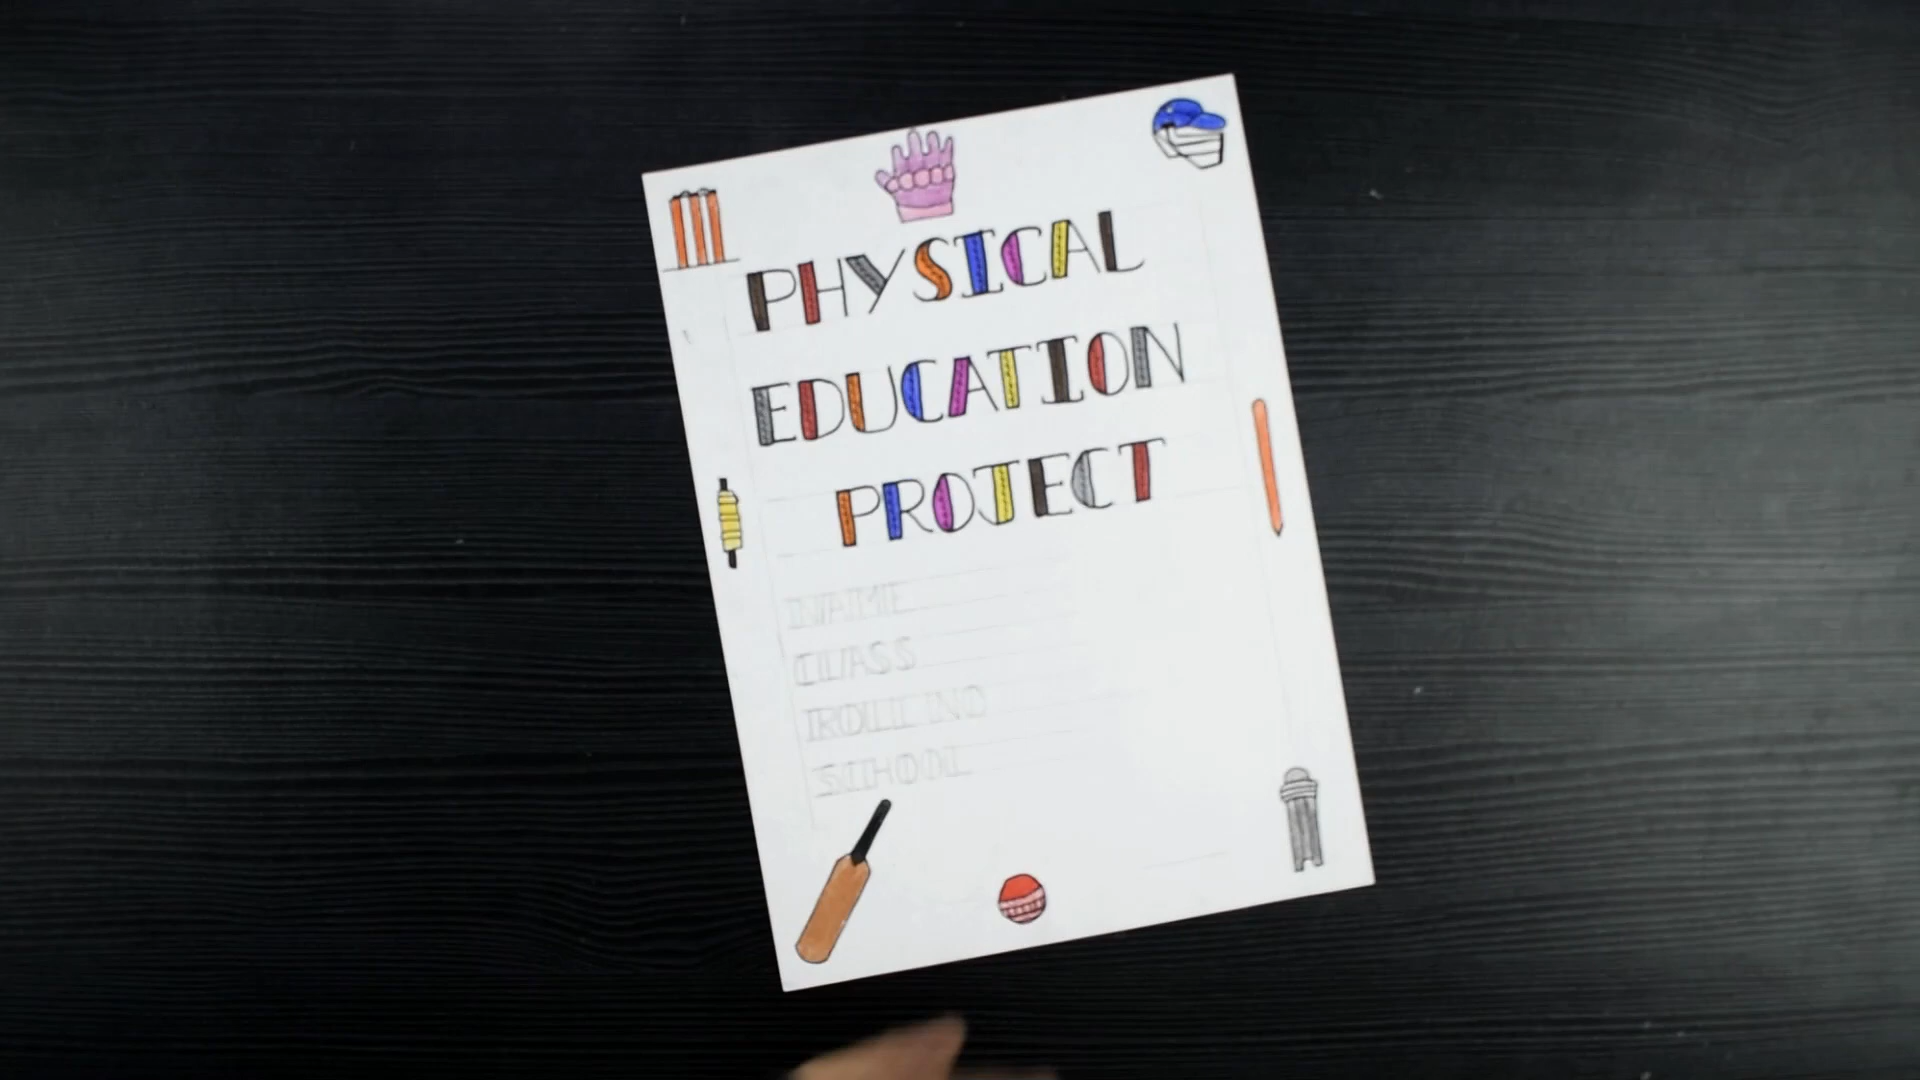 PHYSICAL
EDUCATION
PROJECT
NAME
CLASS
ROLL NO
SCHOOL